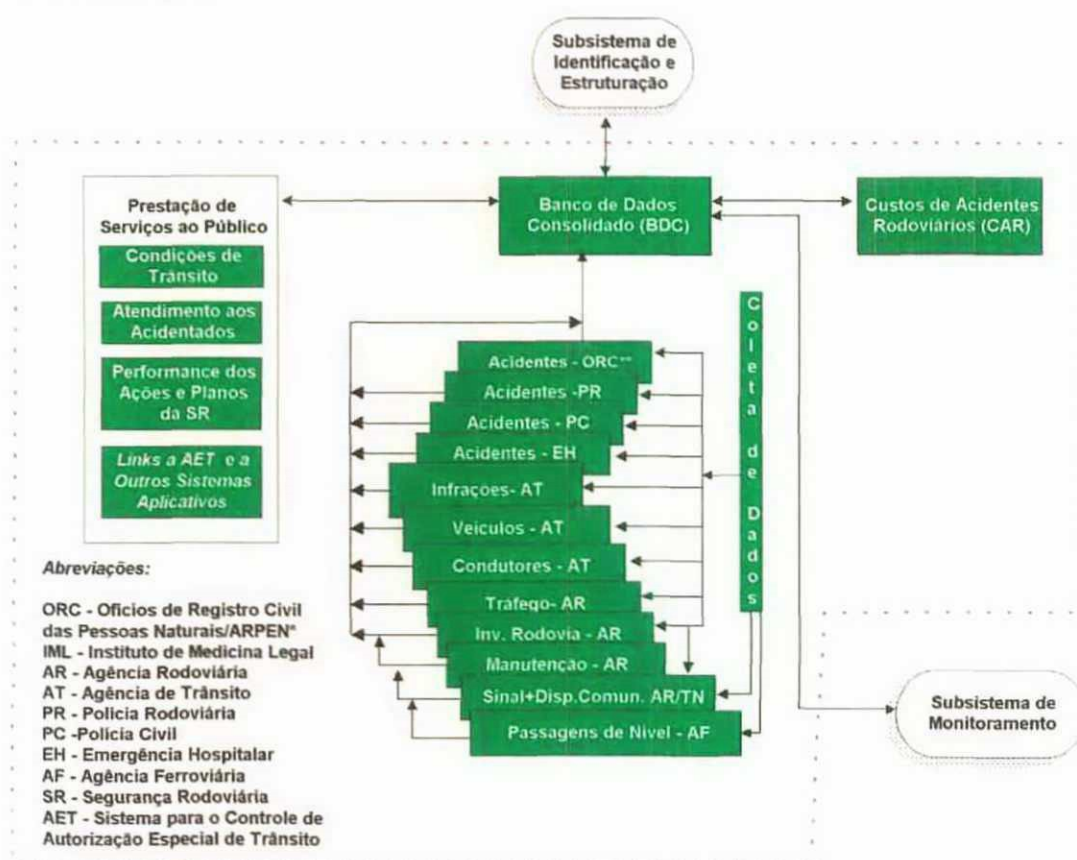 Subsistema de
Identificação e
Estruturação
Prestação de
Serviços ao Público
Condições de
Trânsito
Atendimento aos
Acidentados
Performance dos
Ações e Planos
da SR
Links a AET e a
Outros Sistemas
Aplicativos
Banco de Dados
Consolidado (BDC)
Custos de Acidentes
Rodoviários (CAR)
Coleta de Dados
Acidentes - ORC**
Acidentes -PR
Acidentes - PC
Acidentes - EH
Infrações- AT
Veículos - AT
Condutores - AT
Tráfego- AR
Inv. Rodovia - AR
Manutenção - AR
Sinal+Disp.Comun. AR/TN
Passagens de Nível - AF
Subsistema de
Monitoramento
Abreviações:
ORC - Ofícios de Registro Civil
das Pessoas Naturais/ARPEN*
IML - Instituto de Medicina Legal
AR - Agência Rodoviária
AT - Agência de Trânsito
PR - Polícia Rodoviária
PC -Polícia Civil
EH - Emergência Hospitalar
AF - Agência Ferroviária
SR - Segurança Rodoviária
AET - Sistema para o Controle de
Autorização Especial de Trânsito